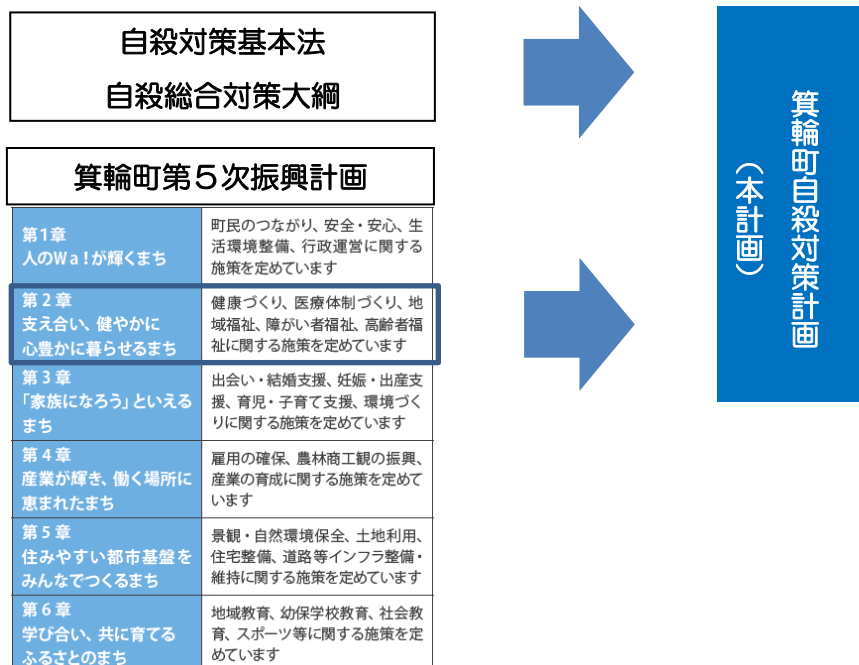 自殺対策基本法
自殺総合対策大綱
箕輪町第５次振興計画
第1章
人のＷａ！が輝くまち
町民のつながり、安全・安心、生
活環境整備、行政運営に関する
施策を定めています
第２章
支え合い、健やかに
心豊かに暮らせるまち
健康づくり、医療体制づくり、地
域福祉、障がい者福祉、高齢者福
祉に関する施策を定めています
第３章
「家族になろう」といえる
まち
出会い・結婚支援、妊娠・出産支
援、育児・子育て支援、環境づく
りに関する施策を定めています
第４章
産業が輝き、働く場所に
恵まれたまち
雇用の確保、農林商工観の振興、
産業の育成に関する施策を定めて
います
第５章
住みやすい都市基盤を
みんなでつくるまち
景観・自然環境保全、土地利用、
住宅整備、道路等インフラ整備・
維持に関する施策を定めています
第６章
学び合い、共に育てる
ふるさとのまち
地域教育、幼保学校教育、社会教
育、スポーツ等に関する施策を定
めています
箕輪町自殺対策計画
（本計画）